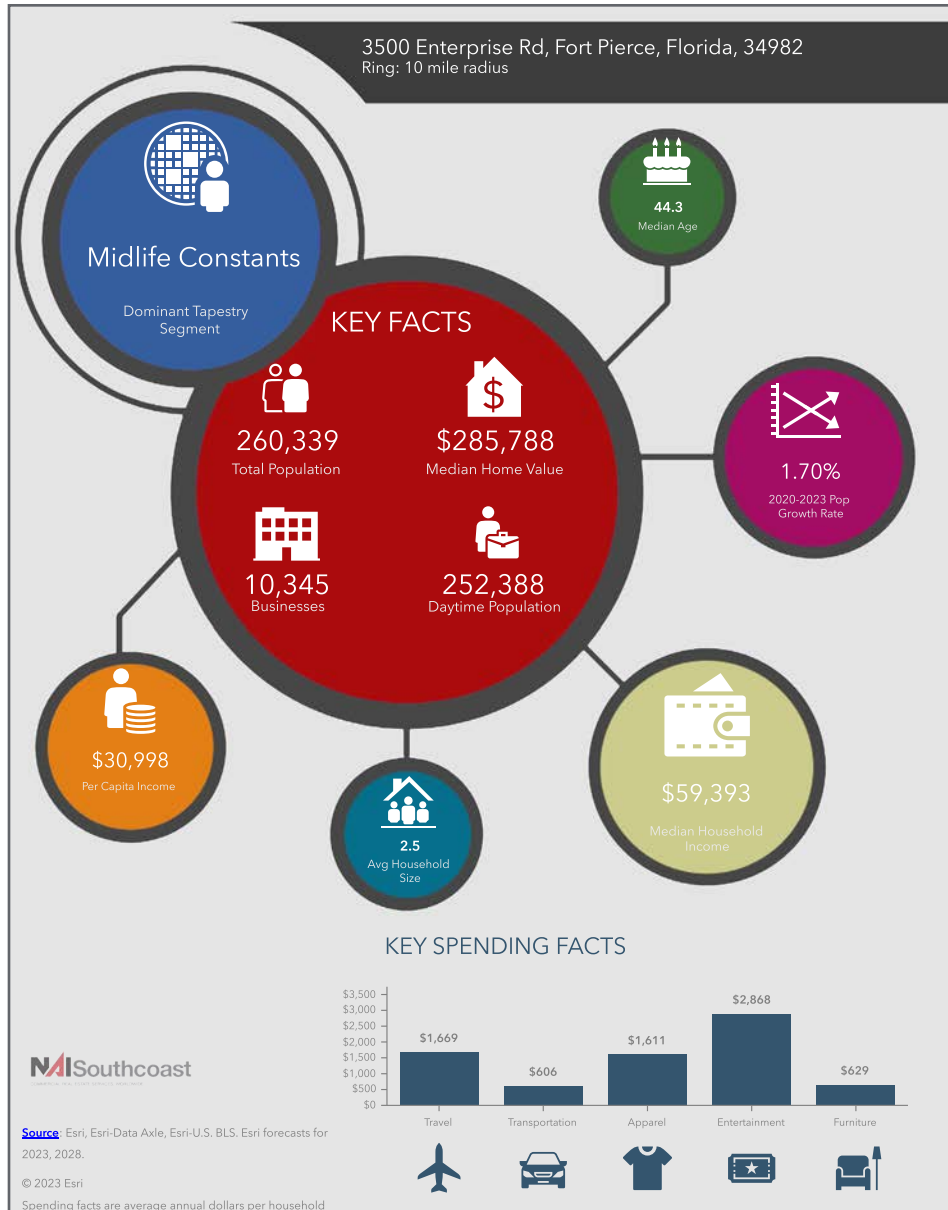 3500 Enterprise Rd, Fort Pierce, Florida, 34982
Ring: 10 mile radius
Midlife Constants
Dominant Tapestry
Segment
44.3
Median Age
KEY FACTS
260,339
Total Population
$285,788
Median Home Value
10,345
Businesses
252,388
Daytime Population
1.70%
2020-2023 Pop
Growth Rate
$30,998
Per Capita Income
2.5
Avg Household
Size
$59,393
Median Household
Income
KEY SPENDING FACTS
$3,500
$3,000
$2,500
$2,000
$1,500
$1,000
$500
$0
$1,669
$606
$1,611
$2,868
$629
Travel
Transportation
Apparel
Entertainment
Furniture
NAISouthcoast
Source: Esri, Esri-Data Axle, Esri-U.S. BLS. Esri forecasts for
2023, 2028.
© 2023 Esri
Spending facts are average annual dollars per household